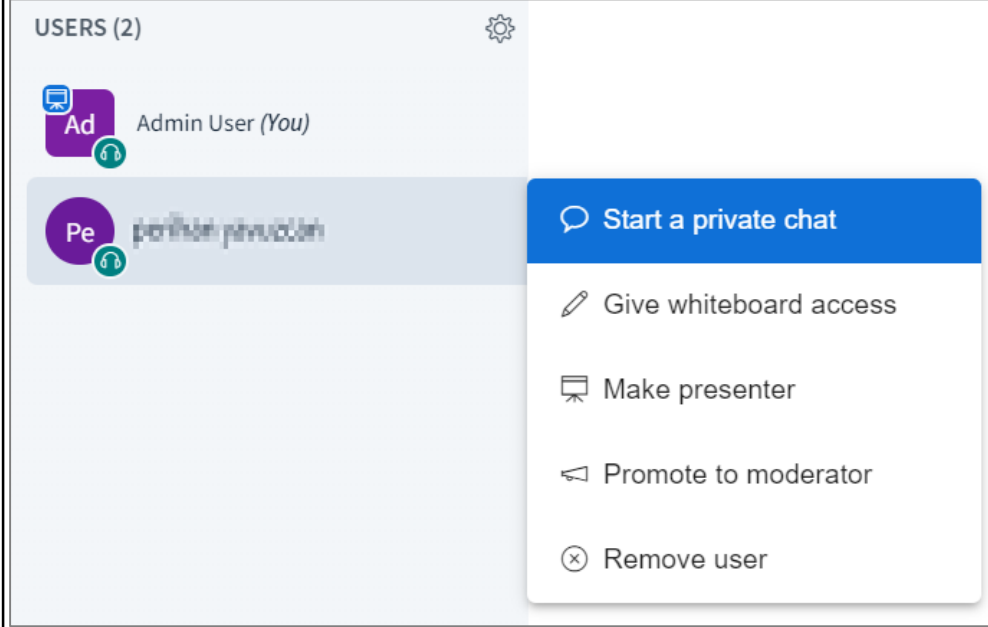 USERS (2)
Ad
Admin User (You)
Pe
Start a private chat
Give whiteboard access
Make presenter
Promote to moderator
Remove user